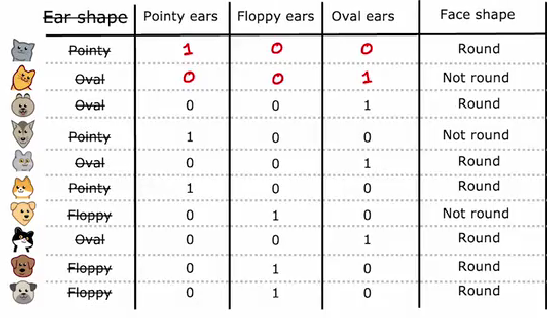 Ear shape Pointy ears Floppy ears Oval ears Face shape
Pointy 1 0 0 Round
Oval 0 0 1 Not round
Oval 0 0 1 Round
Pointy 1 0 0 Not round
Oval 0 0 1 Round
Pointy 1 0 0 Round
Floppy 0 1 0 Not round
Oval 0 0 1 Round
Floppy 0 1 0 Round
Floppy 0 1 0 Round